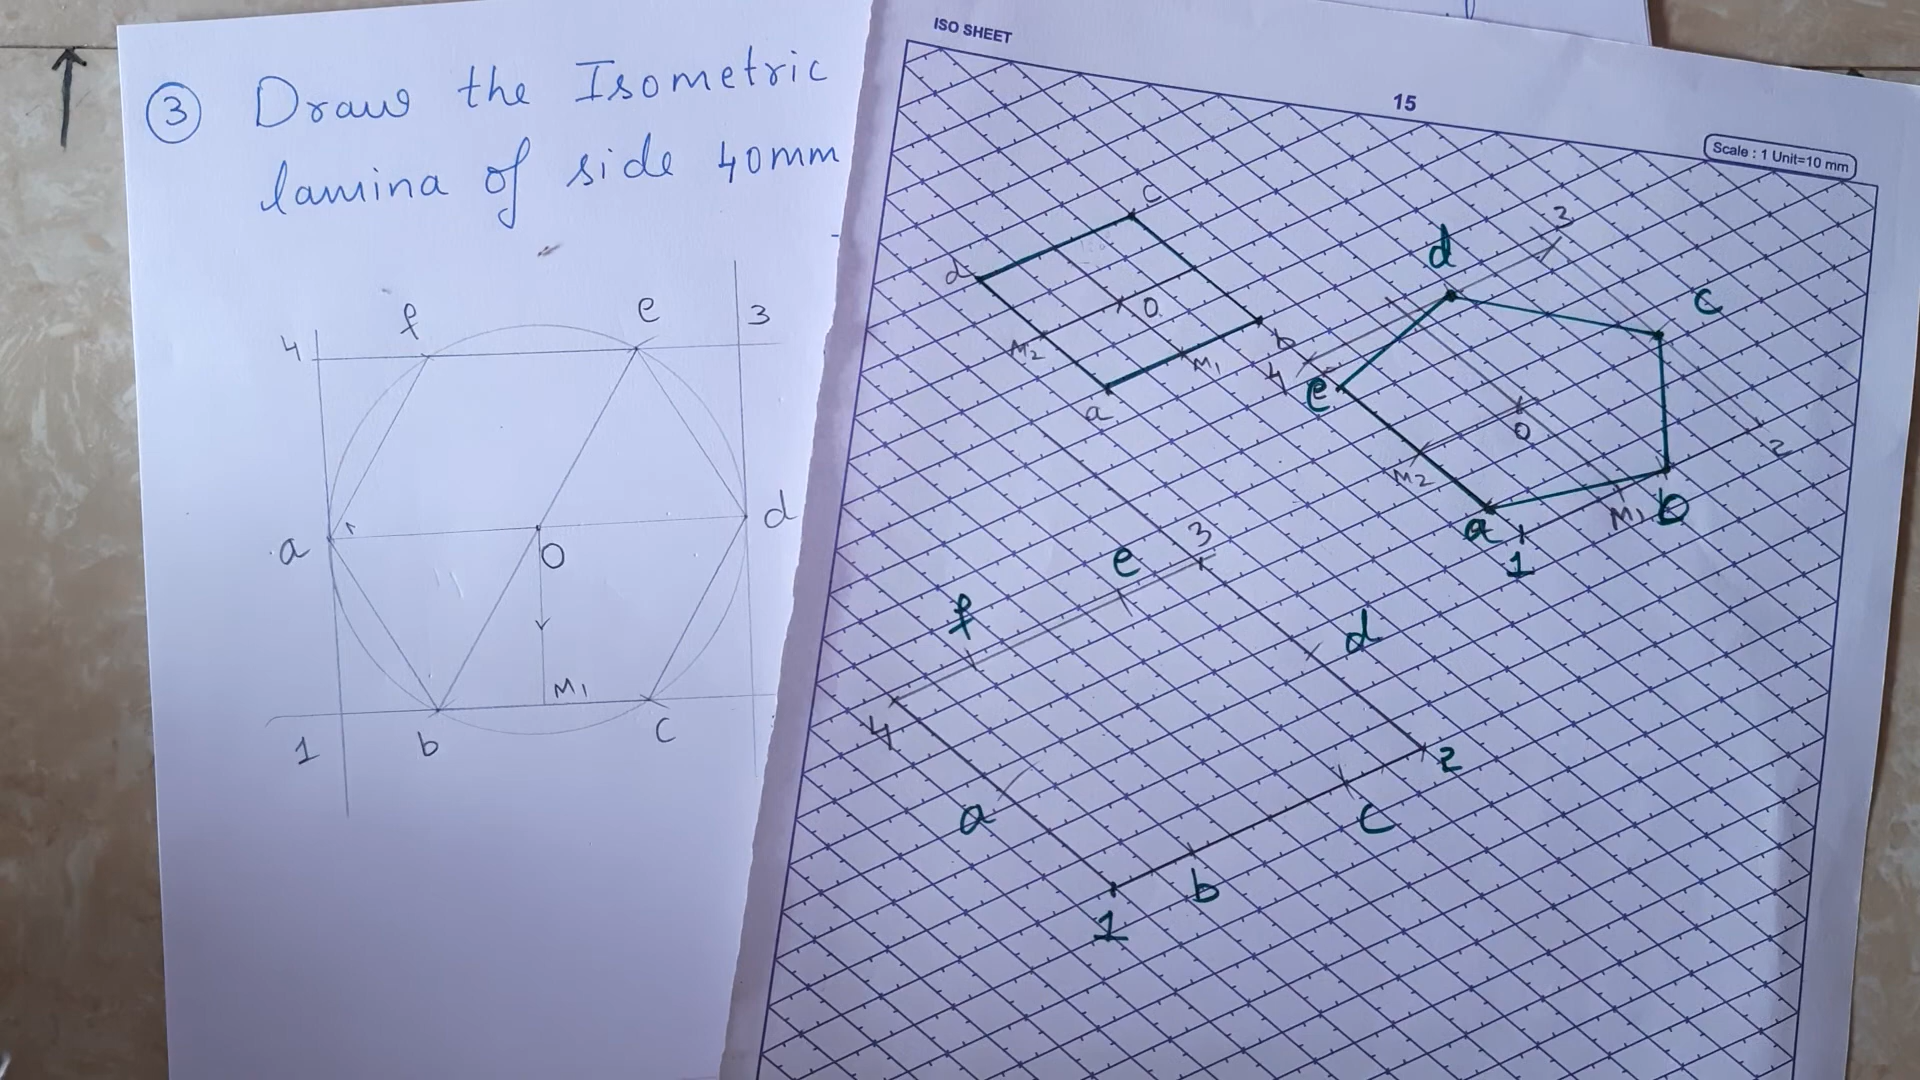 ③ Draw the Isometric
lamina of side 40mm
4 f e 3
a O d
M1
1 b c
ISO SHEET
15
Scale : 1 Unit=10 mm
c
d O
M2 M1 b
a
d 3
c
4 e O 2
M2 M1 b
a 1
e 3
f d
4 2
a c
b
1